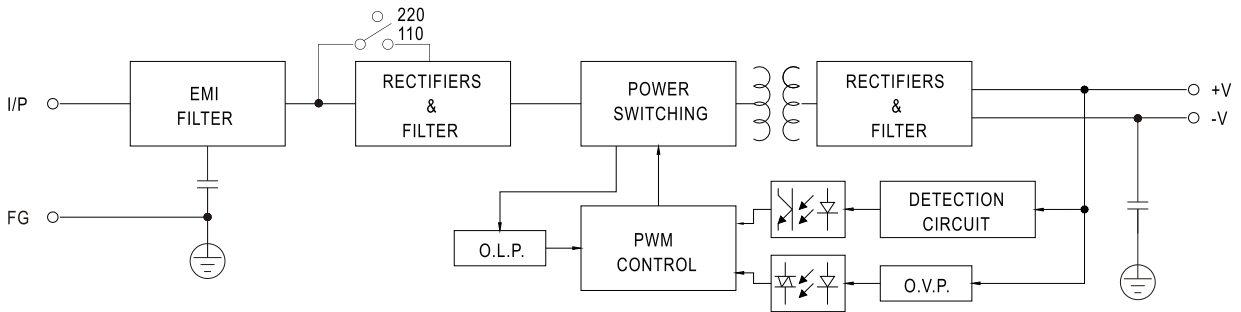 220
110
I/P
EMI
FILTER
RECTIFIERS
&
FILTER
POWER
SWITCHING
RECTIFIERS
&
FILTER
+V
-V
FG
O.L.P.
PWM
CONTROL
DETECTION
CIRCUIT
O.V.P.